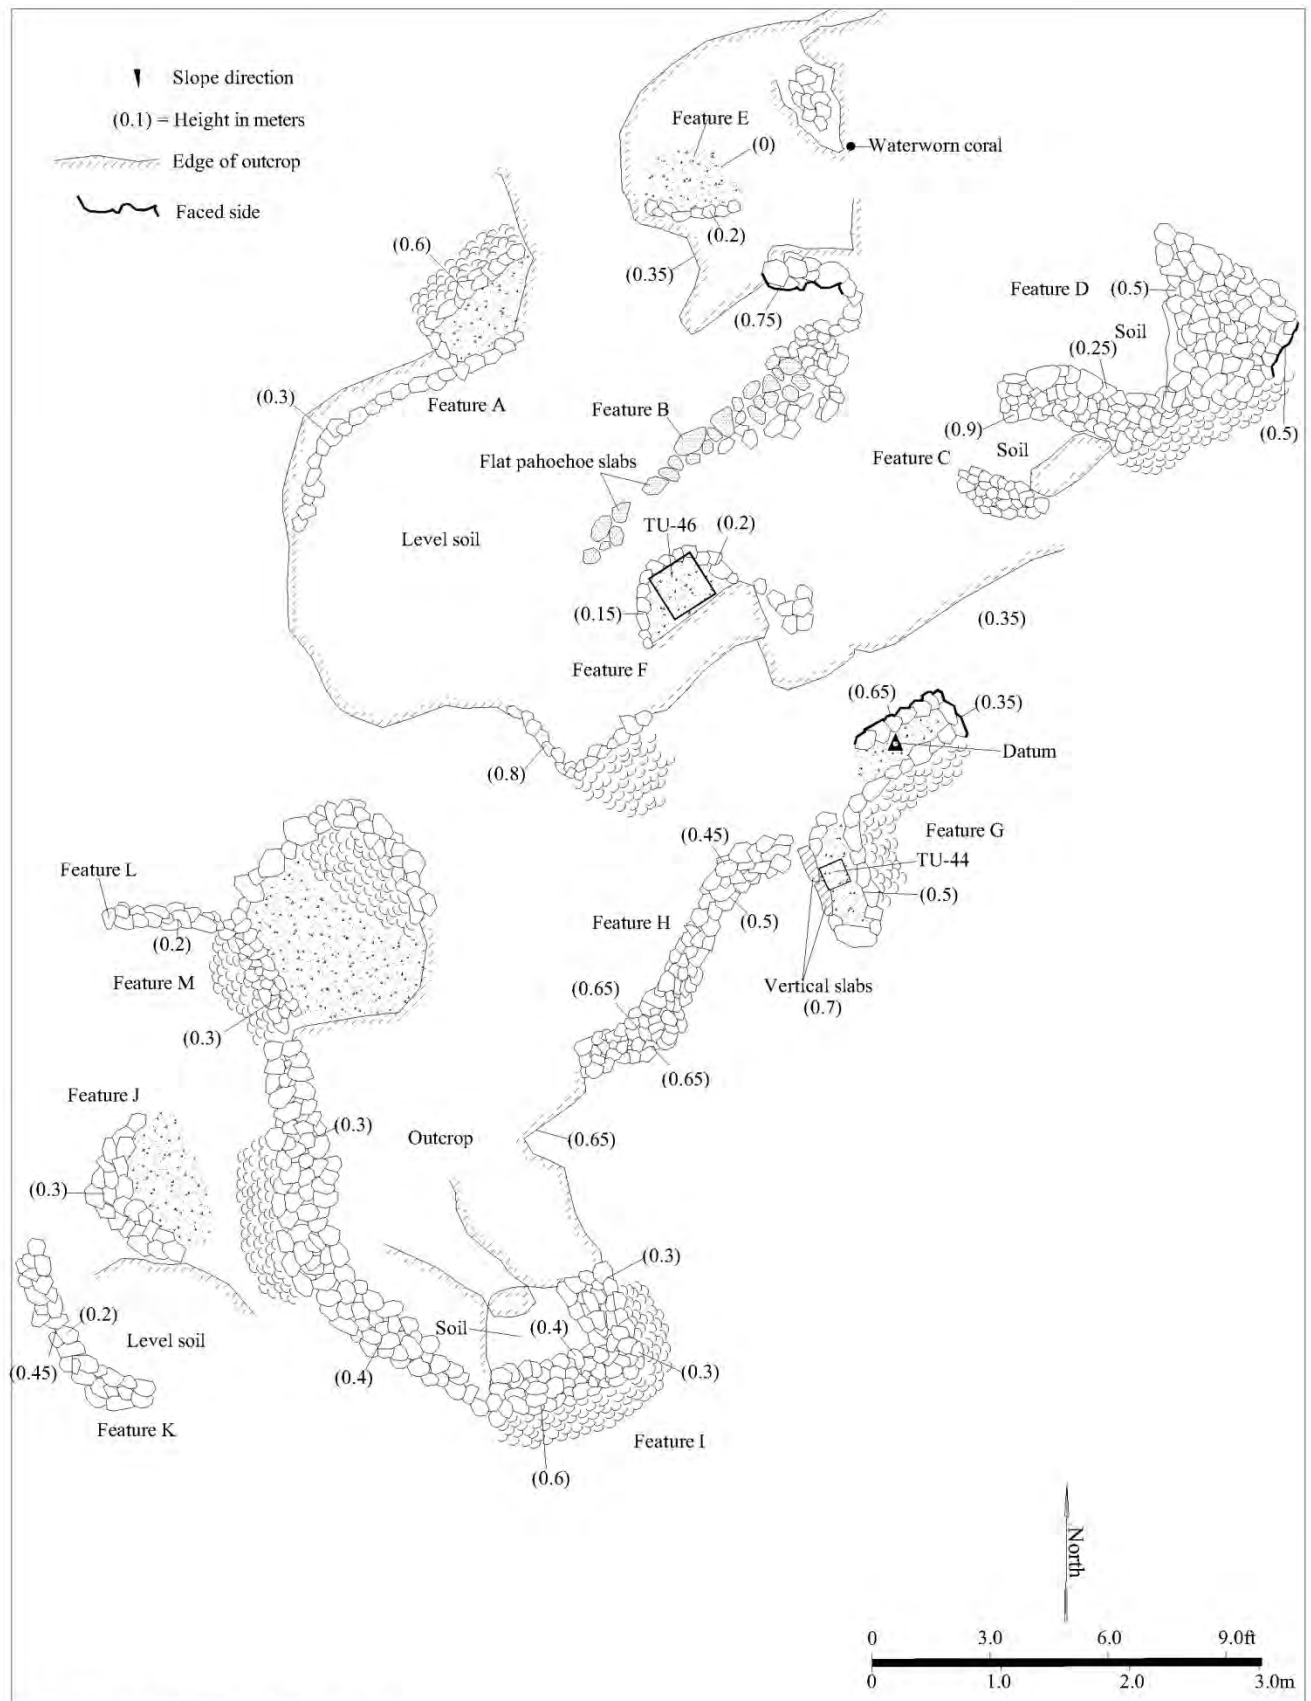 Slope direction
(0.1) = Height in meters
Edge of outcrop
Faced side
Feature E
(0)
Waterworn coral
(0.2)
(0.35)
(0.75)
(0.6)
(0.3)
Feature A
Feature B
Flat pahoehoe slabs
Level soil
TU-46
(0.2)
(0.15)
Feature F
Feature D
(0.5)
Soil
(0.25)
(0.9)
Soil
Feature C
(0.5)
(0.35)
(0.65)
(0.35)
Datum
(0.8)
Feature G
TU-44
(0.5)
Vertical slabs
(0.7)
(0.45)
Feature H
(0.5)
(0.65)
(0.65)
(0.65)
Feature L
(0.2)
Feature M
(0.3)
Feature J
(0.3)
(0.3)
Outcrop
(0.3)
Soil
(0.4)
(0.3)
(0.4)
(0.2)
Level soil
(0.45)
Feature K
Feature I
(0.6)
North
0 3.0 6.0 9.0ft
0 1.0 2.0 3.0m